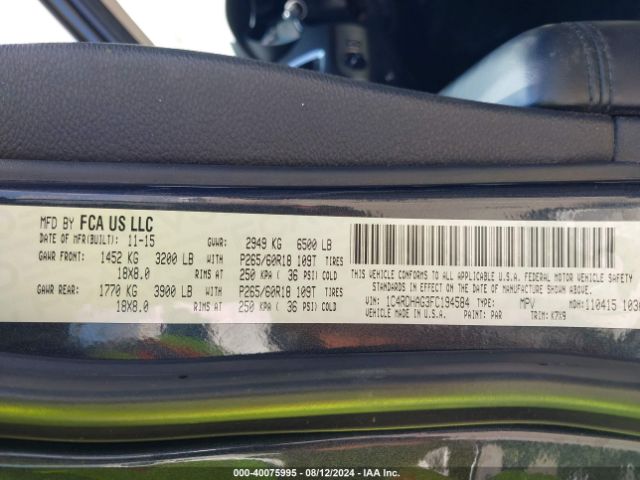 MFD BY FCA US LLC
DATE OF MFR(BUILT): 11-15 GVWR: 2949 KG 6500 LB
GAWR FRONT: 1452 KG 3200 LB WITH P265/60R18 109T TIRES
18X8.0 RIMS AT 250 KPA ( 36 PSI) COLD
GAWR REAR: 1770 KG 3900 LB WITH P265/60R18 109T TIRES
18X8.0 RIMS AT 250 KPA ( 36 PSI) COLD
THIS VEHICLE CONFORMS TO ALL APPLICABLE U.S.A. FEDERAL MOTOR VEHICLE
SAFETY STANDARDS IN EFFECT ON THE DATE OF MANUFACTURE SHOWN ABOVE.
VIN: 1C4RDHAG3FC194584 TYPE: MPV MDH:110415
MADE IN U.S.A. PAINT: PAR TRIM:
000-40075995 - 08/12/2024 - IAA Inc.